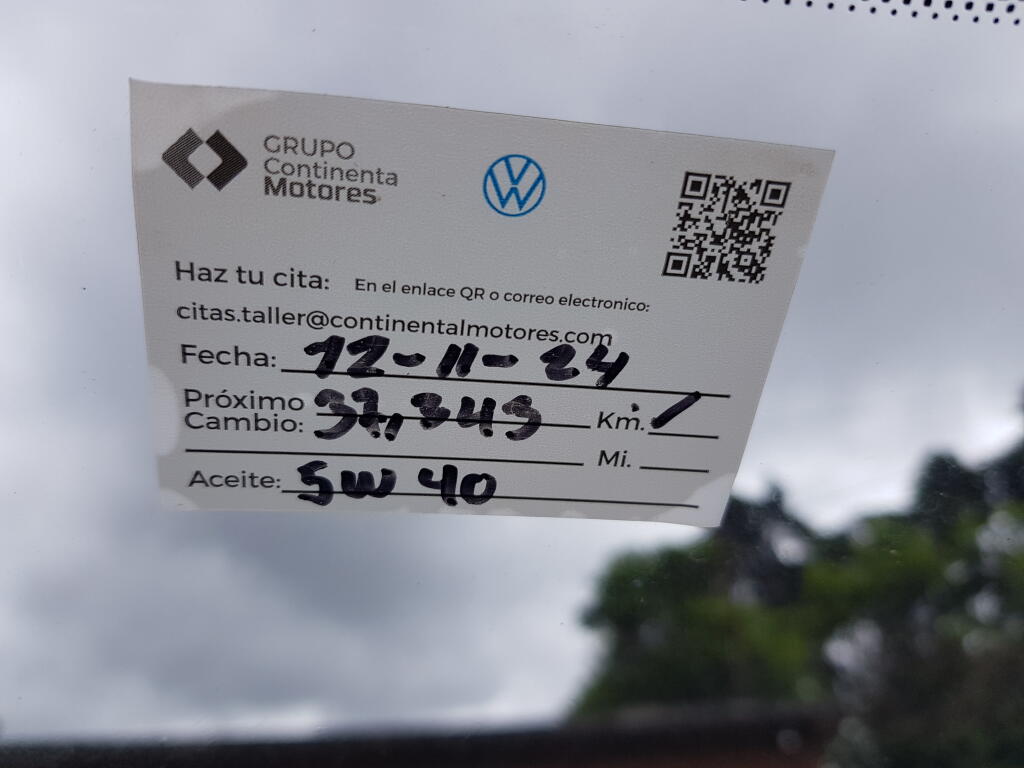 GRUPO
Continenta
Motores
Haz tu cita: En el enlace QR o correo electronico:
citas.taller@continentalmotores.com
Fecha: 12-11-24
Próximo
Cambio: 37,343 Km. /
Mi.
Aceite: 5W 40